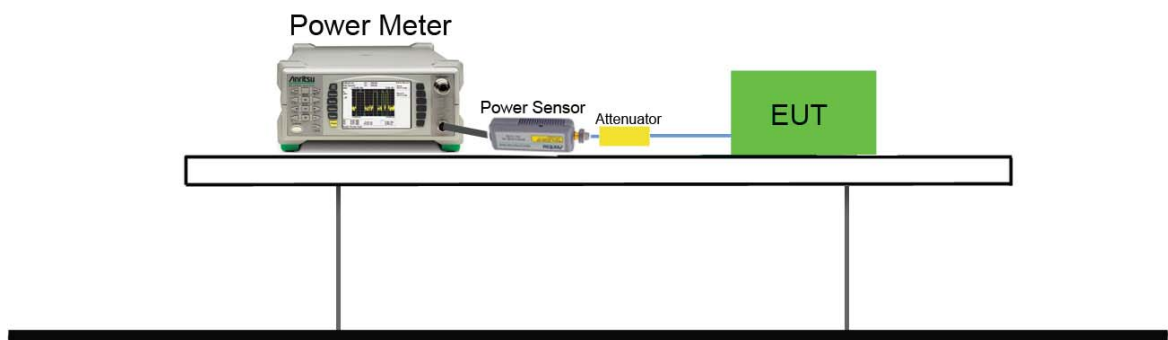 Power Meter
Anritsu
Power Sensor
Attenuator
EUT